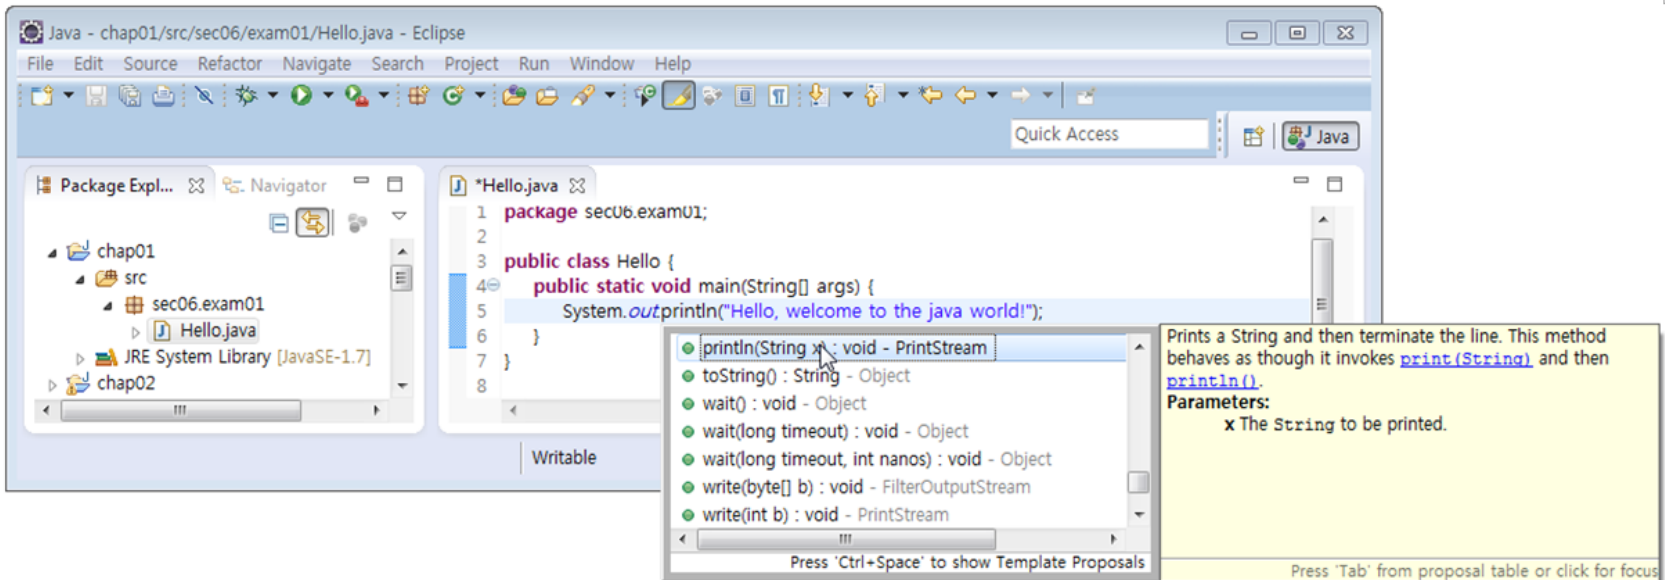 Java - chap01/src/sec06/exam01/Hello.java - Eclipse
File Edit Source Refactor Navigate Search Project Run Window Help
Quick Access
Java
Package Expl...
Navigator
chap01
src
sec06.exam01
Hello.java
JRE System Library [JavaSE-1.7]
chap02
*Hello.java
1 package sec06.exam01;
2
3 public class Hello {
4 public static void main(String[] args) {
5 System.out.println("Hello, welcome to the java world!");
6 }
7 }
8
Writable
println(String x) : void - PrintStream
toString() : String - Object
wait() : void - Object
wait(long timeout) : void - Object
wait(long timeout, int nanos) : void - Object
write(byte[] b) : void - FilterOutputStream
write(int b) : void - PrintStream
Press 'Ctrl+Space' to show Template Proposals
Prints a String and then terminate the line. This method
behaves as though it invokes print(String) and then
println().
Parameters:
x The String to be printed.
Press 'Tab' from proposal table or click for focus